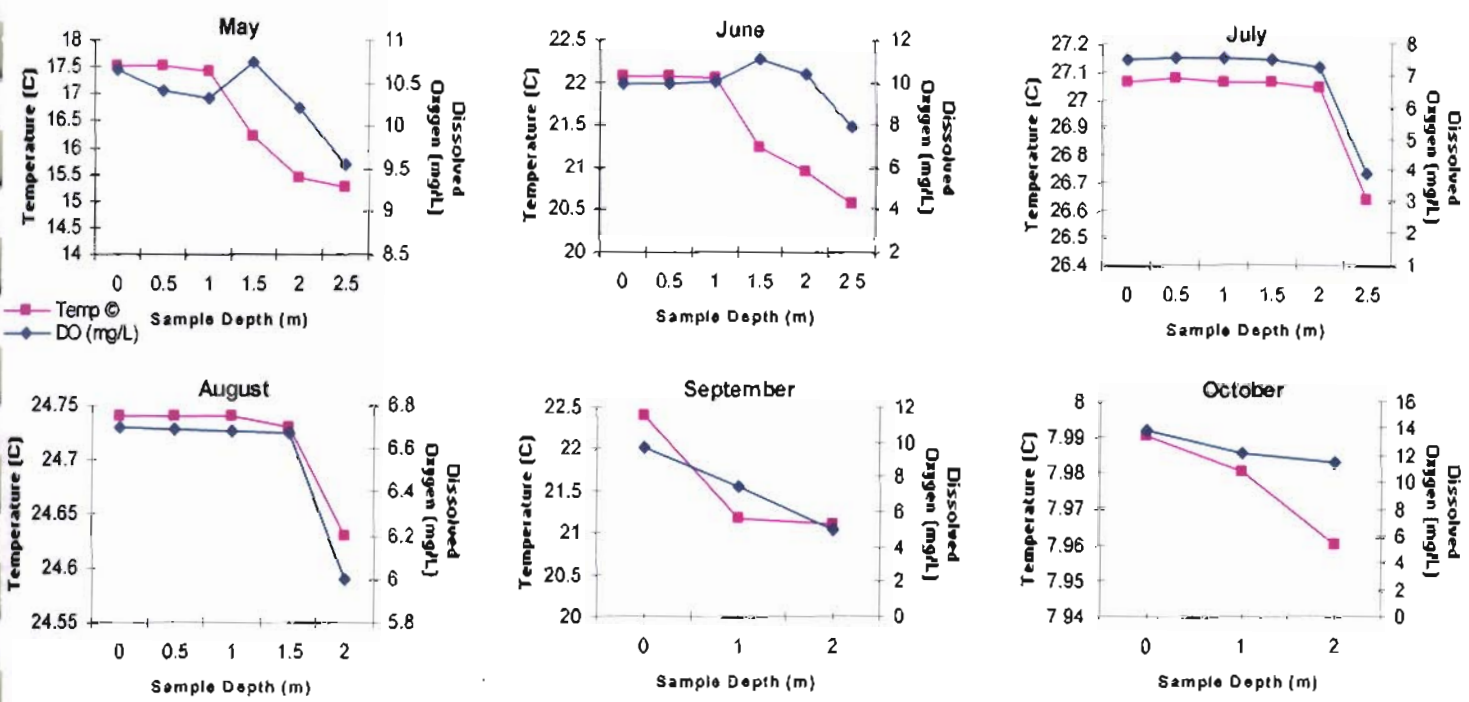 May
18
17.5
17
16.5
16
15.5
15
14.5
14
Temperature (C)
11
10.5
10
9.5
9
8.5
Dissolved
Oxygen (mg/L)
0 0.5 1 1.5 2 2.5
Sample Depth (m)
June
22.5
22
21.5
21
20.5
20
Temperature (C)
12
10
8
6
4
2
Dissolved
Oxygen (mg/L)
0 0.5 1 1.5 2 2 5
Sample Depth (m)
July
27.2
27.1
27
26.9
26.8
26.7
26.6
26.5
26.4
Temperature (C)
8
7
6
5
4
3
2
1
Dissolved
Oxygen (mg/L)
0 0.5 1 1.5 2 2.5
Sample Depth (m)
Temp ©
DO (mg/L)
August
24.75
24.7
24.65
24.6
24.55
Temperature (C)
6.8
6.6
6.4
6.2
6
5.8
Dissolved
Oxygen (mg/L)
0 0.5 1 1.5 2
Sample Depth (m)
September
22.5
22
21.5
21
20.5
20
Temperature (C)
12
10
8
6
4
2
0
Dissolved
Oxygen (mg/L)
0 1 2
Sample Depth (m)
October
8
7.99
7.98
7.97
7.96
7.95
7 94
Temperature (C)
16
14
12
10
8
6
4
2
0
Dissolved
Oxygen (mg/L)
0 1 2
Sample Depth (m)